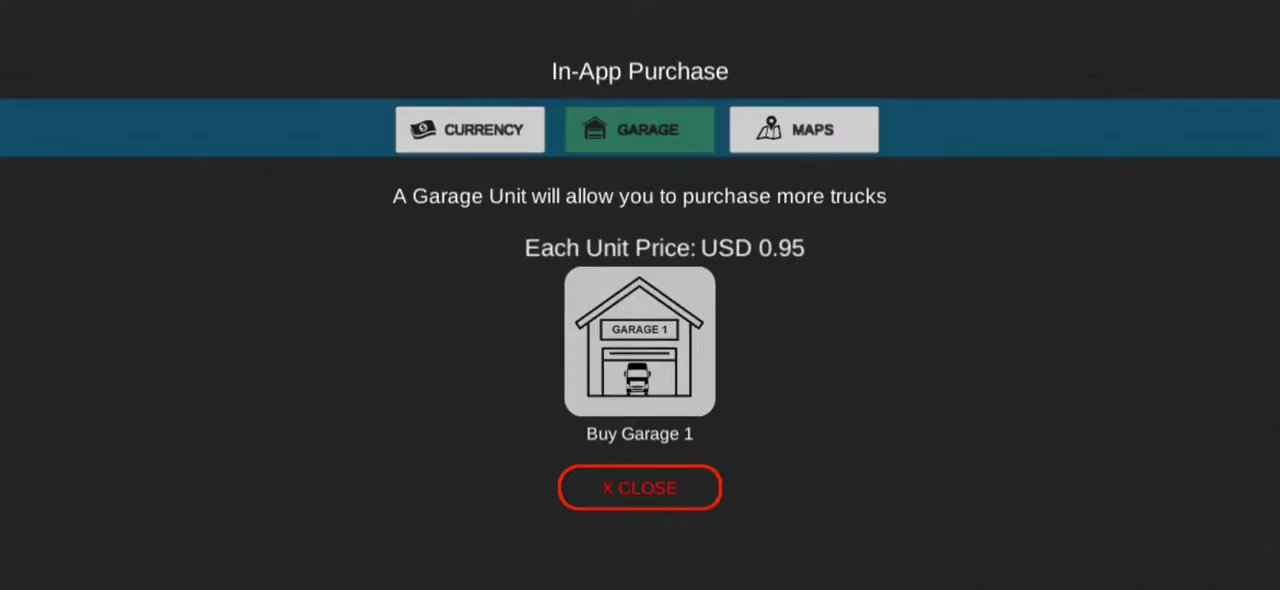 In-App Purchase
CURRENCY
GARAGE
MAPS
A Garage Unit will allow you to purchase more trucks
Each Unit Price: USD 0.95
GARAGE 1
Buy Garage 1
X CLOSE